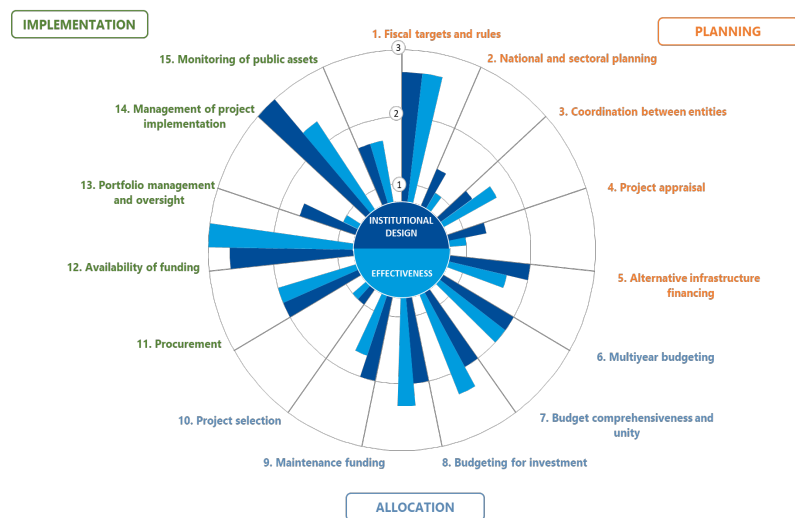 IMPLEMENTATION
PLANNING
1. Fiscal targets and rules
3
15. Monitoring of public assets
2. National and sectoral planning
14. Management of project
implementation
2
3. Coordination between entities
13. Portfolio management
and oversight
1
4. Project appraisal
INSTITUTIONAL
DESIGN
EFFECTIVENESS
12. Availability of funding
5. Alternative infrastructure
financing
11. Procurement
6. Multiyear budgeting
10. Project selection
7. Budget comprehensiveness and
unity
9. Maintenance funding
8. Budgeting for investment
ALLOCATION